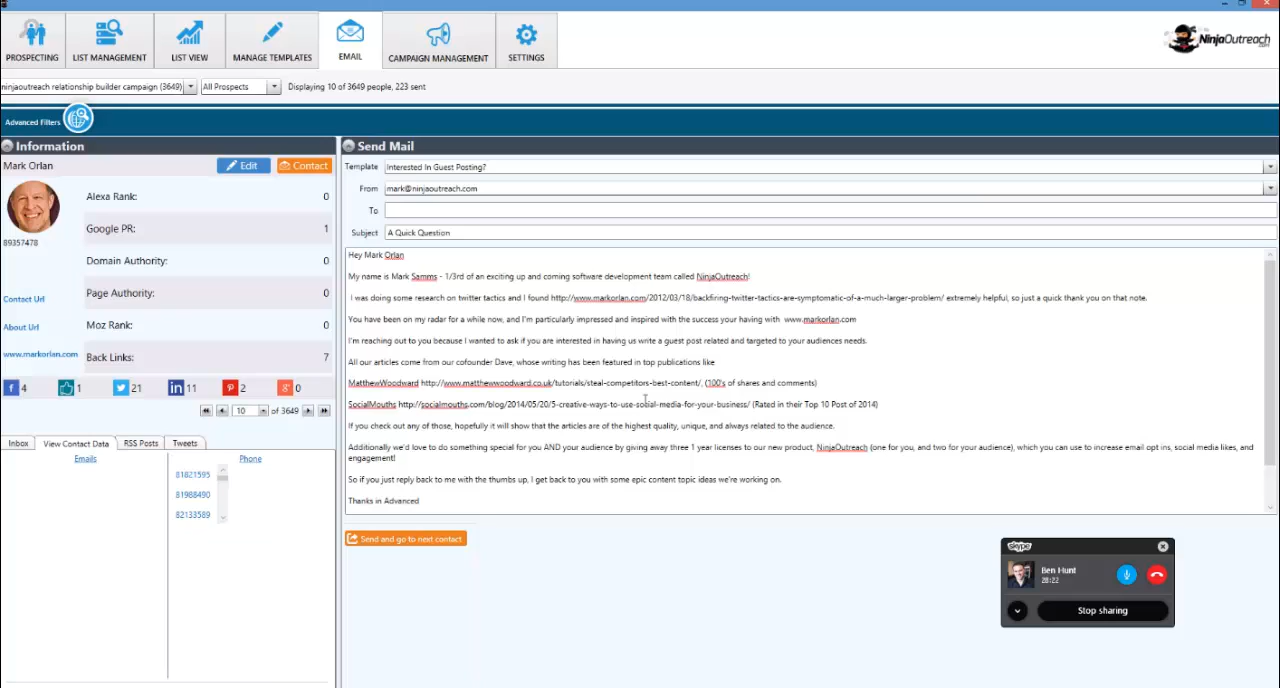 PROSPECTING
LIST MANAGEMENT
LIST VIEW
MANAGE TEMPLATES
EMAIL
CAMPAIGN MANAGEMENT
SETTINGS
NinjaOutreach
.com
ninjaoutreach relationship builder campaign (3649)
All Prospects
Displaying 10 of 3649 people, 223 sent
Advanced Filters
Information
Mark Orlan
Edit
Contact
Alexa Rank: 0
89357478
Google PR: 1
Domain Authority: 0
Page Authority: 0
Contact Url
Moz Rank: 0
About Url
www.markorlan.com
Back Links: 7
4
1
21
11
2
0
10 of 3649
Inbox
View Contact Data
RSS Posts
Tweets
Emails
Phone
81821595
81988490
82133589
Send Mail
Template Interested In Guest Posting?
From mark@ninjaoutreach.com
To
Subject A Quick Question
Hey Mark Orlan
My name is Mark Samms - 1/3rd of an exciting up and coming software development team called NinjaOutreach!
I was doing some research on twitter tactics and I found http://www.markorlan.com/2012/03/18/backfiring-twitter-tactics-are-symptomatic-of-a-much-larger-problem/ extremely helpful, so just a quick thank you on that note.
You have been on my radar for a while now, and I'm particularly impressed and inspired with the success your having with www.markorlan.com
I'm reaching out to you because I wanted to ask if you are interested in having us write a guest post related and targeted to your audiences needs.
All our articles come from our cofounder Dave, whose writing has been featured in top publications like
MatthewWoodward http://www.matthewwoodward.co.uk/tutorials/steal-competitors-best-content/, (100's of shares and comments)
SocialMouths http://socialmouths.com/blog/2014/05/20/5-creative-ways-to-use-social-media-for-your-business/ (Rated in their Top 10 Post of 2014)
If you check out any of those, hopefully it will show that the articles are of the highest quality, unique, and always related to the audience.
Additionally we'd love to do something special for you AND your audience by giving away three 1 year licenses to our new product, NinjaOutreach (one for you, and two for your audience), which you can use to increase email opt ins, social media likes, and
engagement!
So if you just reply back to me with the thumbs up, I get back to you with some epic content topic ideas we're working on.
Thanks in Advanced
Send and go to next contact
skype
Ben Hunt
28:22
Stop sharing